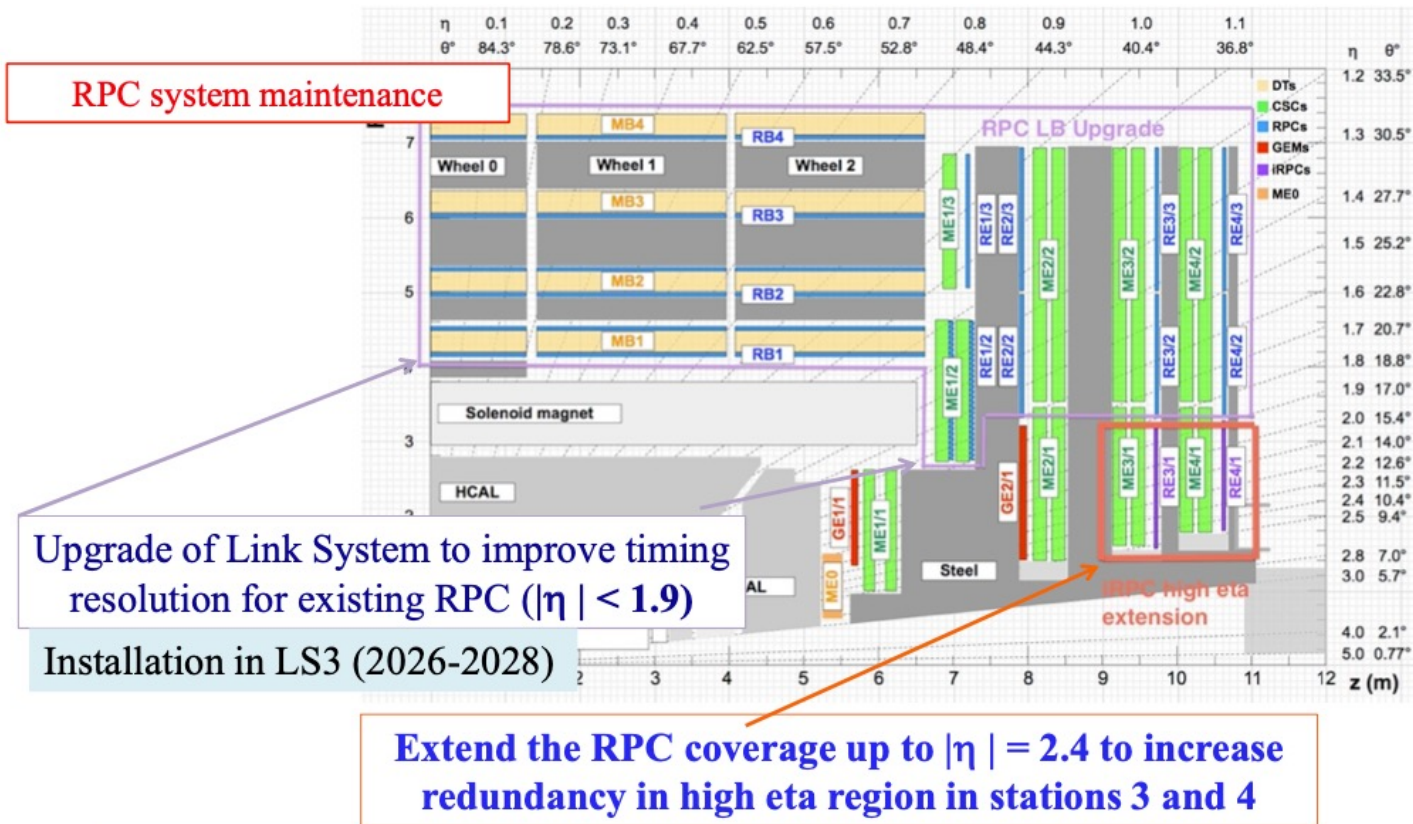 η 0.1 0.2 0.3 0.4 0.5 0.6 0.7 0.8 0.9 1.0 1.1
θ° 84.3° 78.6° 73.1° 67.7° 62.5° 57.5° 52.8° 48.4° 44.3° 40.4° 36.8°
η θ°
1.2 33.5°
1.3 30.5°
1.4 27.7°
1.5 25.2°
1.6 22.8°
1.7 20.7°
1.8 18.8°
1.9 17.0°
2.0 15.4°
2.1 14.0°
2.2 12.6°
2.3 11.5°
2.4 10.4°
2.5 9.4°
2.8 7.0°
3.0 5.7°
4.0 2.1°
5.0 0.77°
RPC system maintenance
DTs
CSCs
RPCs
GEMs
iRPCs
ME0
RPC LB Upgrade
7
6
5
3
MB4
RB4
Wheel 0
Wheel 1
Wheel 2
MB3
RB3
MB2
RB2
MB1
RB1
ME1/3
RE1/3
RE2/3
ME2/2
ME3/2
RE3/3
ME4/2
RE4/3
ME1/2
RE1/2
RE2/2
RE3/2
RE4/2
Solenoid magnet
HCAL
GE1/1
ME1/1
ME0
GE2/1
ME2/1
ME3/1
RE3/1
ME4/1
RE4/1
Steel
AL
iRPC high eta
extension
Upgrade of Link System to improve timing
resolution for existing RPC (|η | < 1.9)
Installation in LS3 (2026-2028)
2 3 4 5 6 7 8 9 10 11 12 z (m)
Extend the RPC coverage up to |η | = 2.4 to increase
redundancy in high eta region in stations 3 and 4